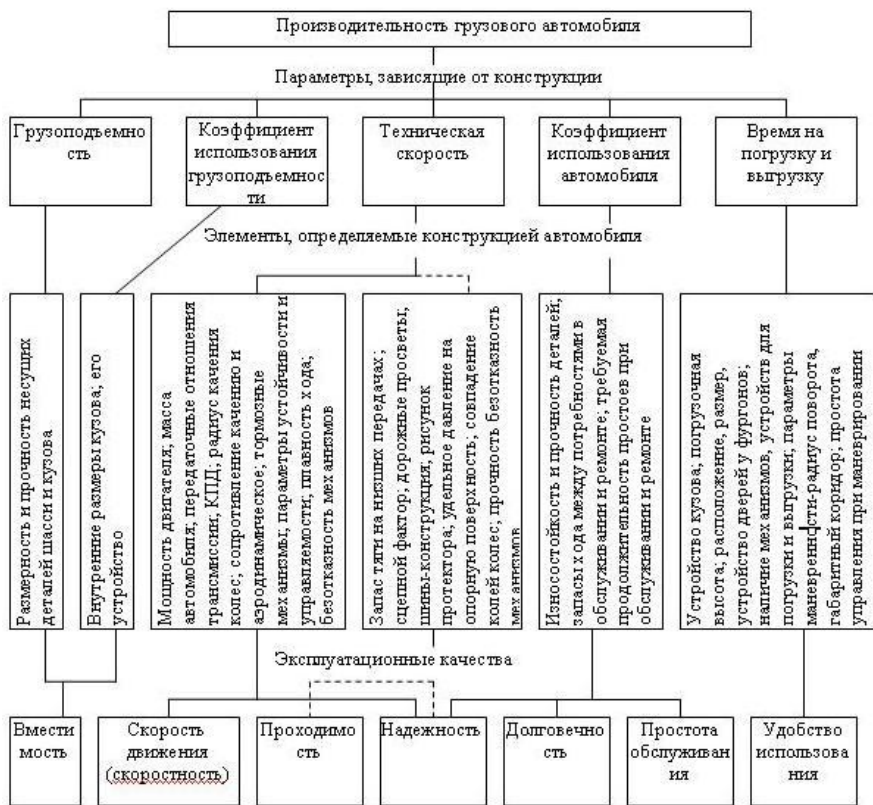 Производительность грузового автомобиля
Параметры, зависящие от конструкции
Грузоподъемно
сть
Коэффициент
использования
грузоподъемнос
ти
Техническая
скорость
Коэффициент
использования
автомобиля
Время на
погрузку и
выгрузку
Элементы, определяемые конструкцией автомобиля
Размерность и прочность несущих
деталей шасси и кузова
Внутренние размеры кузова; его
устройство
Мощность двигателя; масса
автомобиля; передаточные отношения
трансмиссии; КПД; радиус качения
колес; сопротивление качению и
аэродинамическое; тормозные
механизмы; параметры устойчивости и
управляемости; плавность хода;
безотказность механизмов
Запас тяги на низших передачах;
сцепной фактор; дорожные просветы;
шины-конструкция; рисунок
протектора; удельное давление на
опорную поверхность; совпадение
колей колес; прочность безотказность
механизмов
Износостойкость и прочность деталей;
запасы хода между потребностями в
обслуживании и ремонте; требуемая
продолжительность простоев при
обслуживании и ремонте
Устройство кузова, погрузочная
высота; расположение, размер,
устройство дверей у фургонов;
наличие механизмов, устройств для
погрузки и выгрузки; параметры
маневренности-радиус поворота,
габаритный коридор; простота
управления при маневрировании
Эксплуатационные качества
Вмести
мость
Скорость
движения
(скоростность)
Проходимо
сть
Надежность
Долговечно
сть
Простота
обслуживан
ия
Удобство
использова
ния